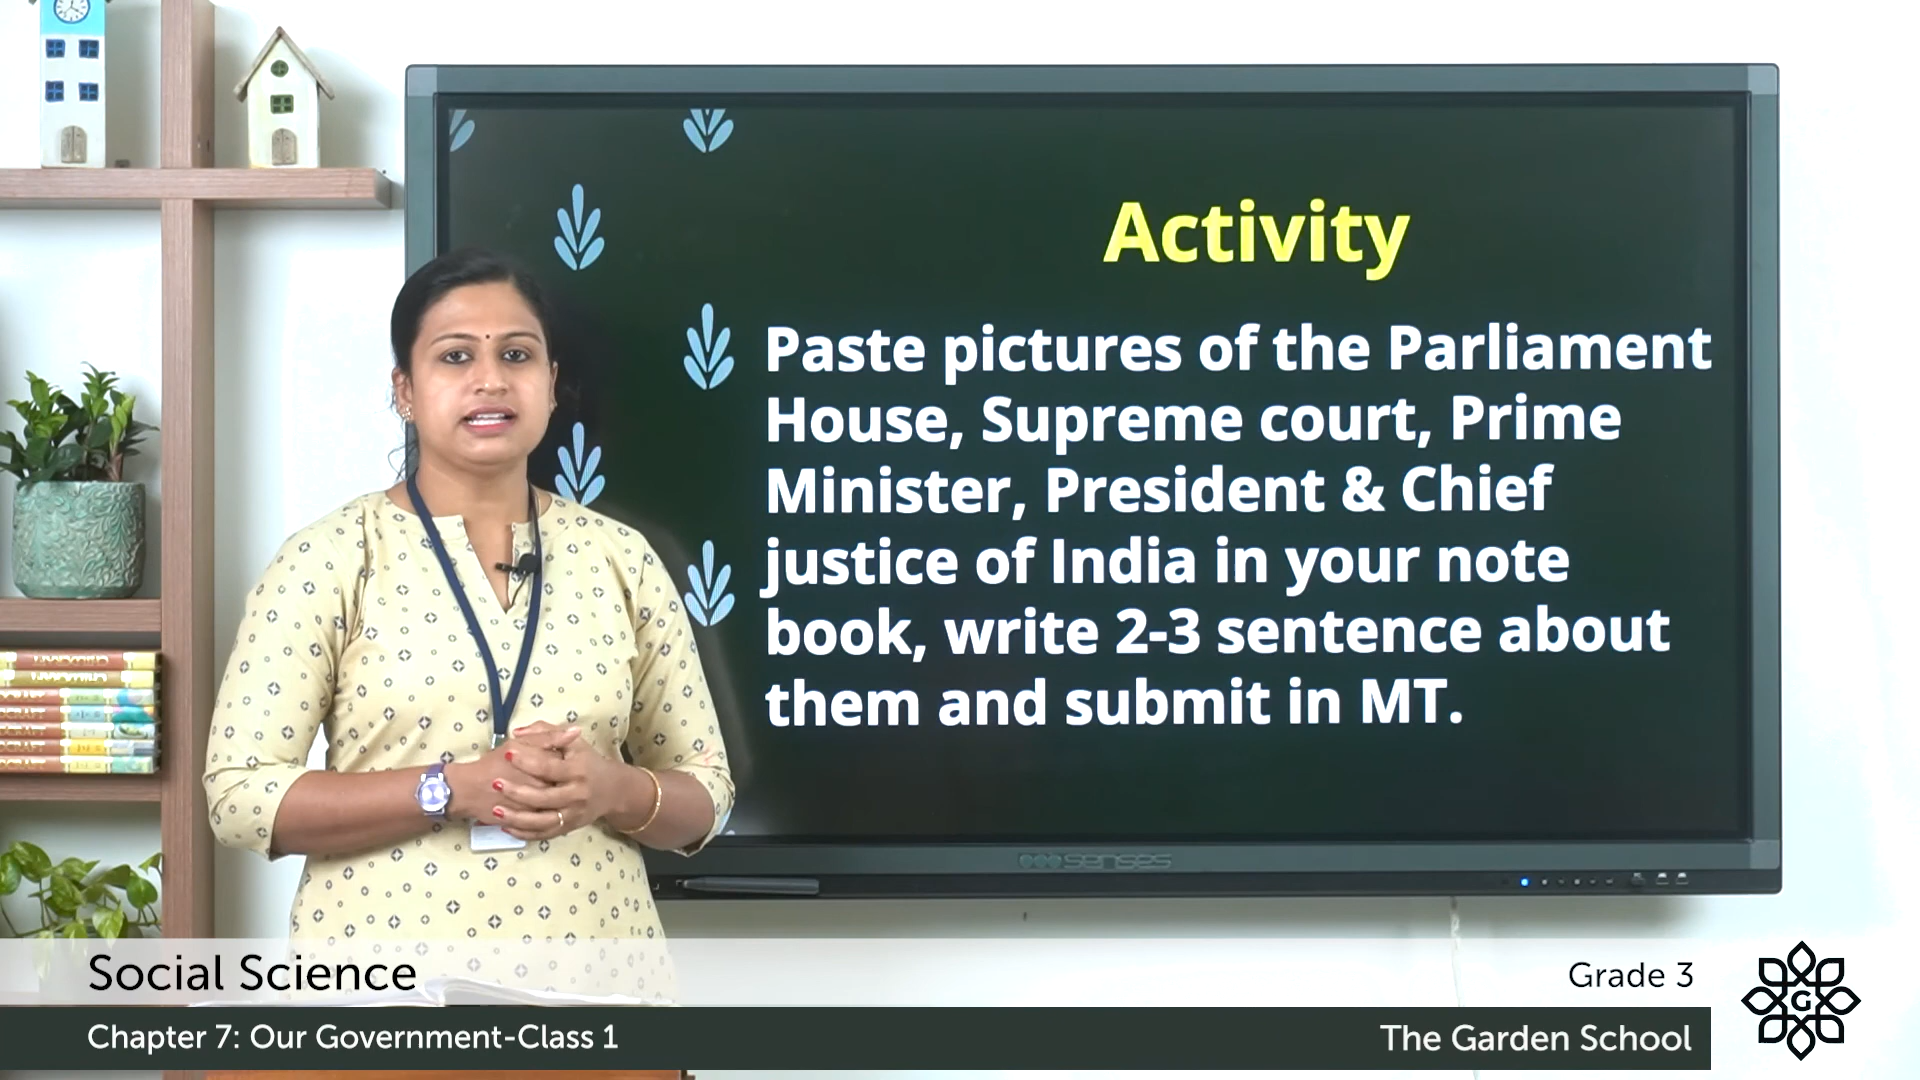 Activity
Paste pictures of the Parliament
House, Supreme court, Prime
Minister, President & Chief
justice of India in your note
book, write 2-3 sentence about
them and submit in MT.
senses
Social Science
Grade 3
Chapter 7: Our Government-Class 1
The Garden School
G